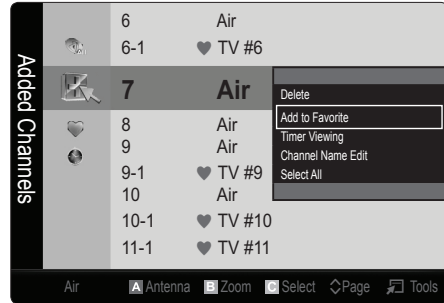 Added Channels
6 Air
6-1 ♥ TV #6
7 Air
8 Air
9 Air
9-1 ♥ TV #9
10 Air
10-1 ♥ TV #10
11-1 ♥ TV #11
Delete
Add to Favorite
Timer Viewing
Channel Name Edit
Select All
Air A Antenna B Zoom C Select Page Tools